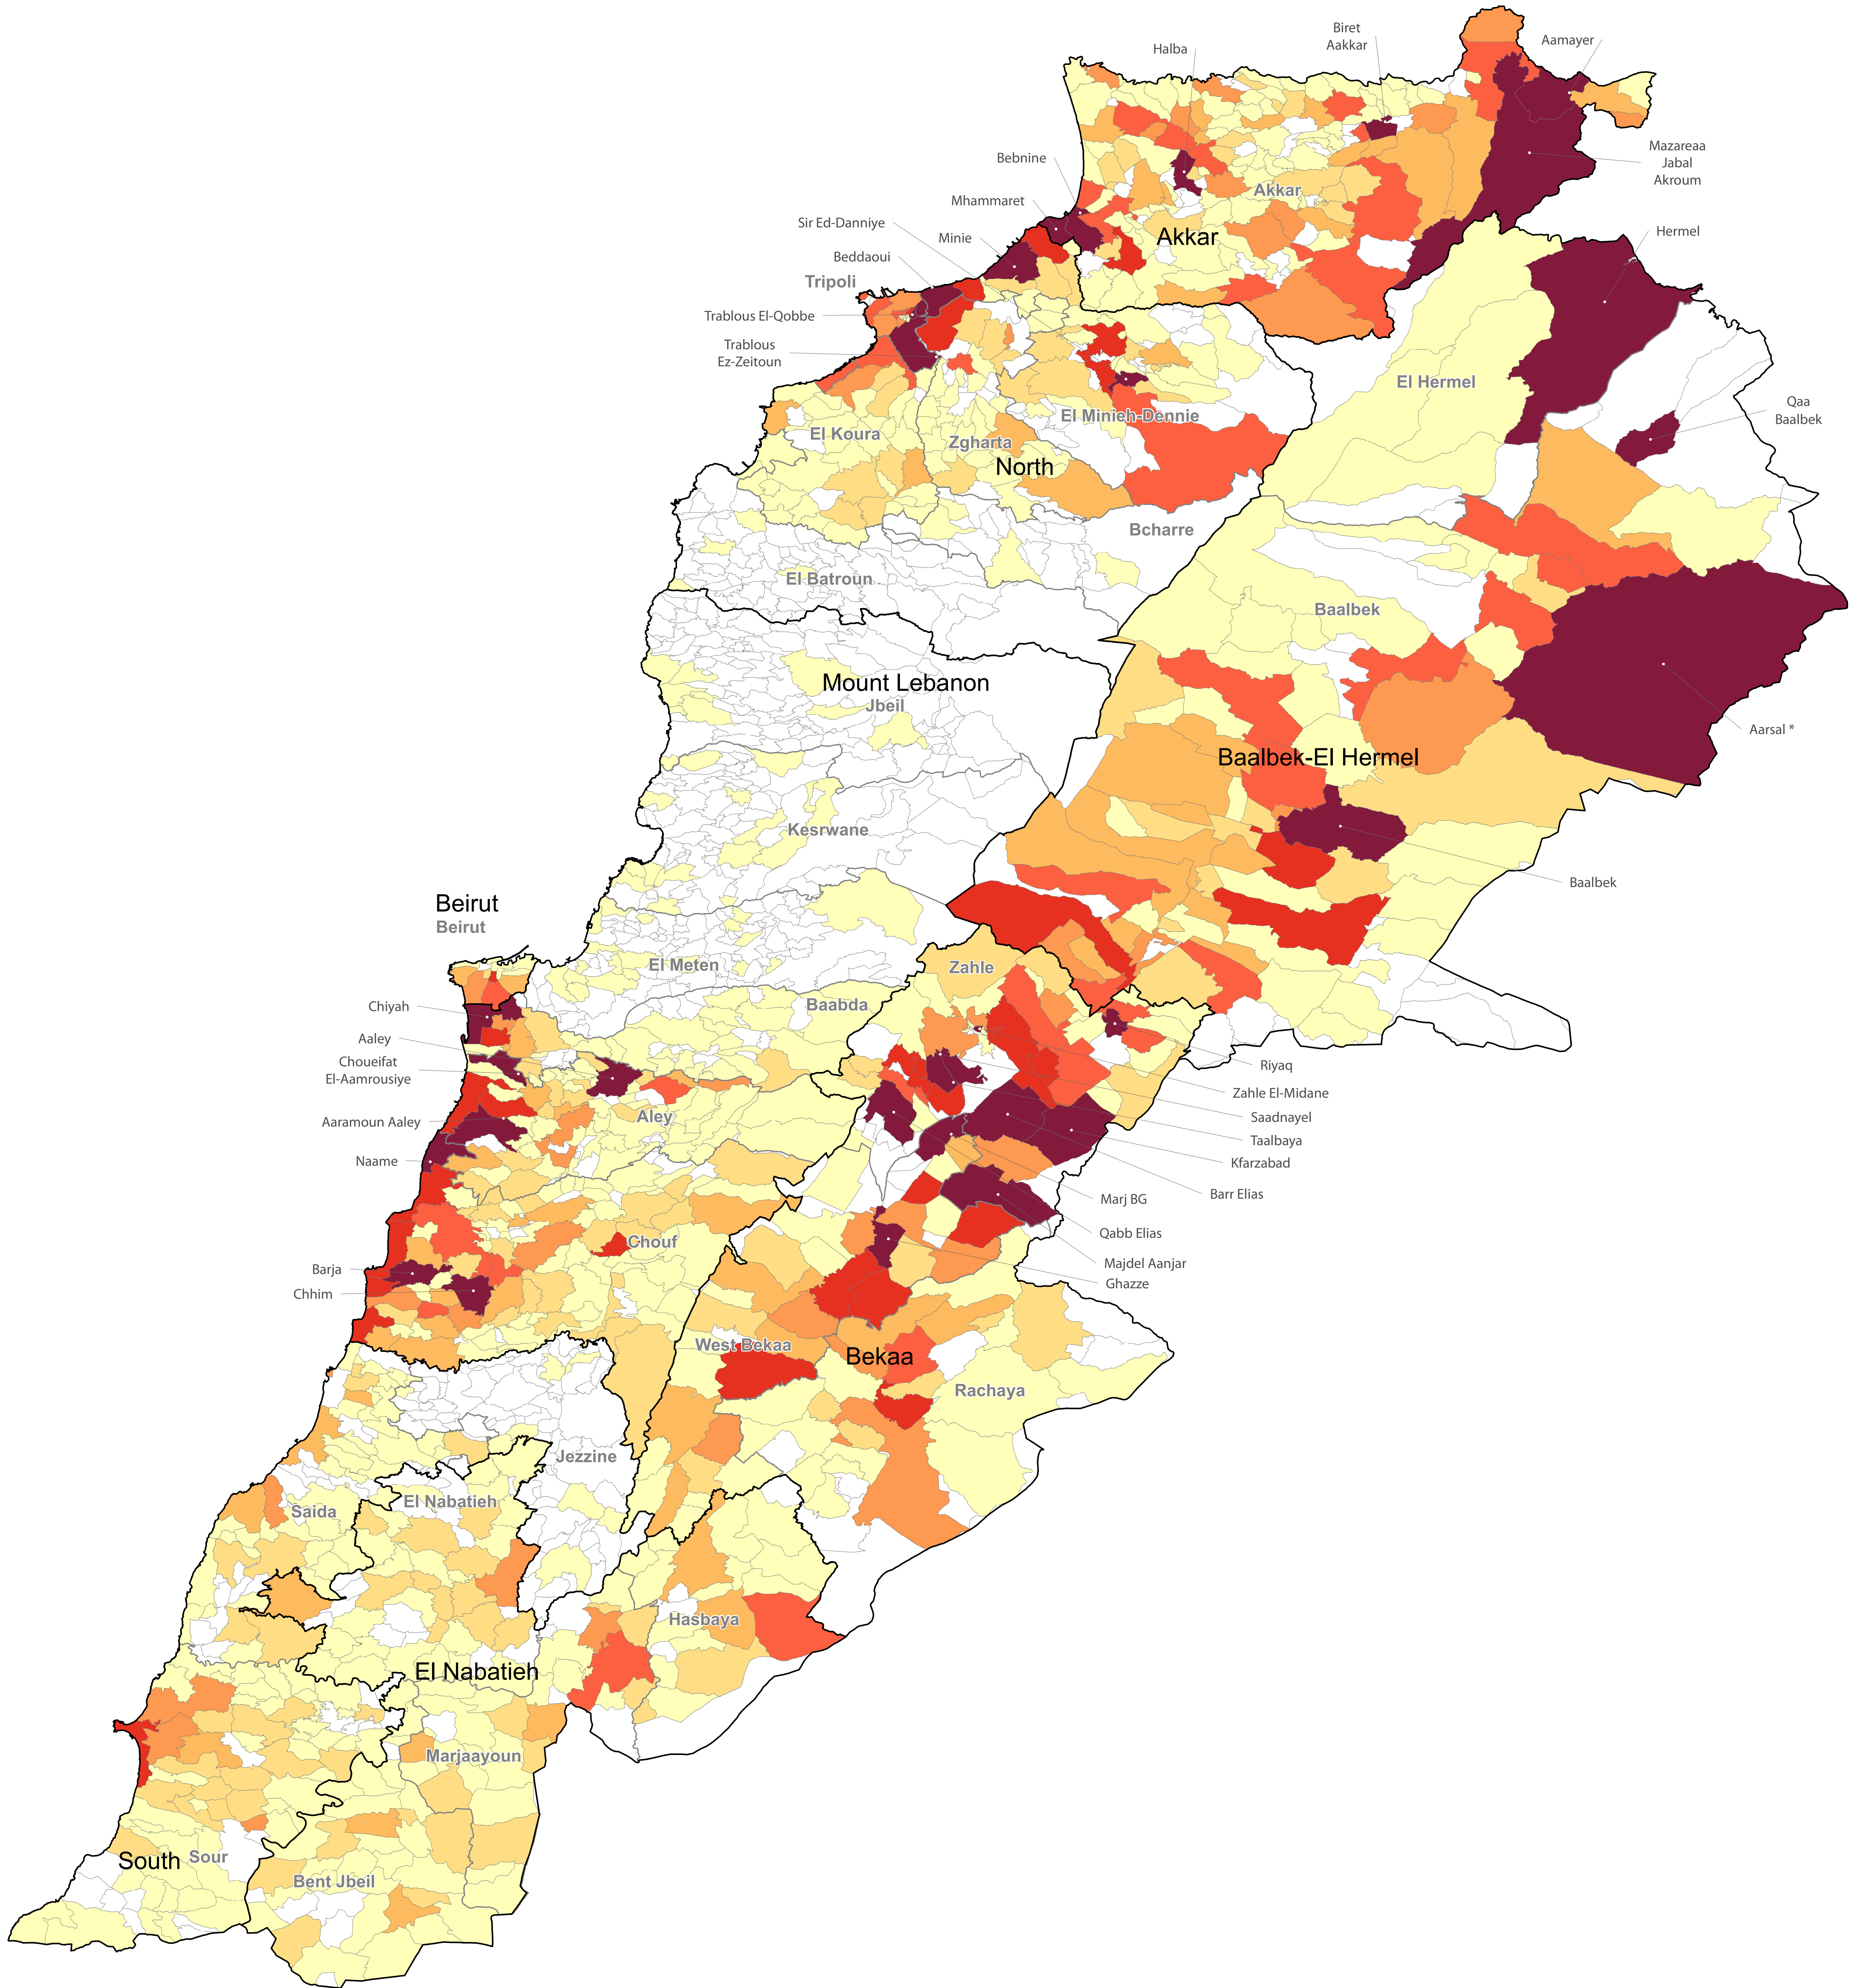 Biret
Aakkar
Halba
Aamayer
Bebnine
Mazareaa
Jabal
Akroum
Akkar
Mhammaret
Sir Ed-Danniye
Hermel
Minie
Akkar
Beddaoui
Tripoli
Trablous El-Qobbe
Trablous
Ez-Zeitoun
El Hermel
Qaa
Baalbek
El Minieh-Dennie
El Koura
Zgharta
North
Bcharre
El Batroun
Baalbek
Mount Lebanon
Jbeil
Aarsal *
Baalbek-El Hermel
Kesrwane
Baalbek
Beirut
Beirut
El Meten
Zahle
Baabda
Chiyah
Aaley
Choueifat
El-Aamrousiye
Riyaq
Zahle El-Midane
Saadnayel
Aaramoun Aaley
Aley
Taalbaya
Naame
Kfarzabad
Barr Elias
Marj BG
Qabb Elias
Chouf
Majdel Aanjar
Barja
Ghazze
Chhim
West Bekaa
Bekaa
Rachaya
Jezzine
El Nabatieh
Saida
Hasbaya
El Nabatieh
Marjaayoun
South
Sour
Bent Jbeil